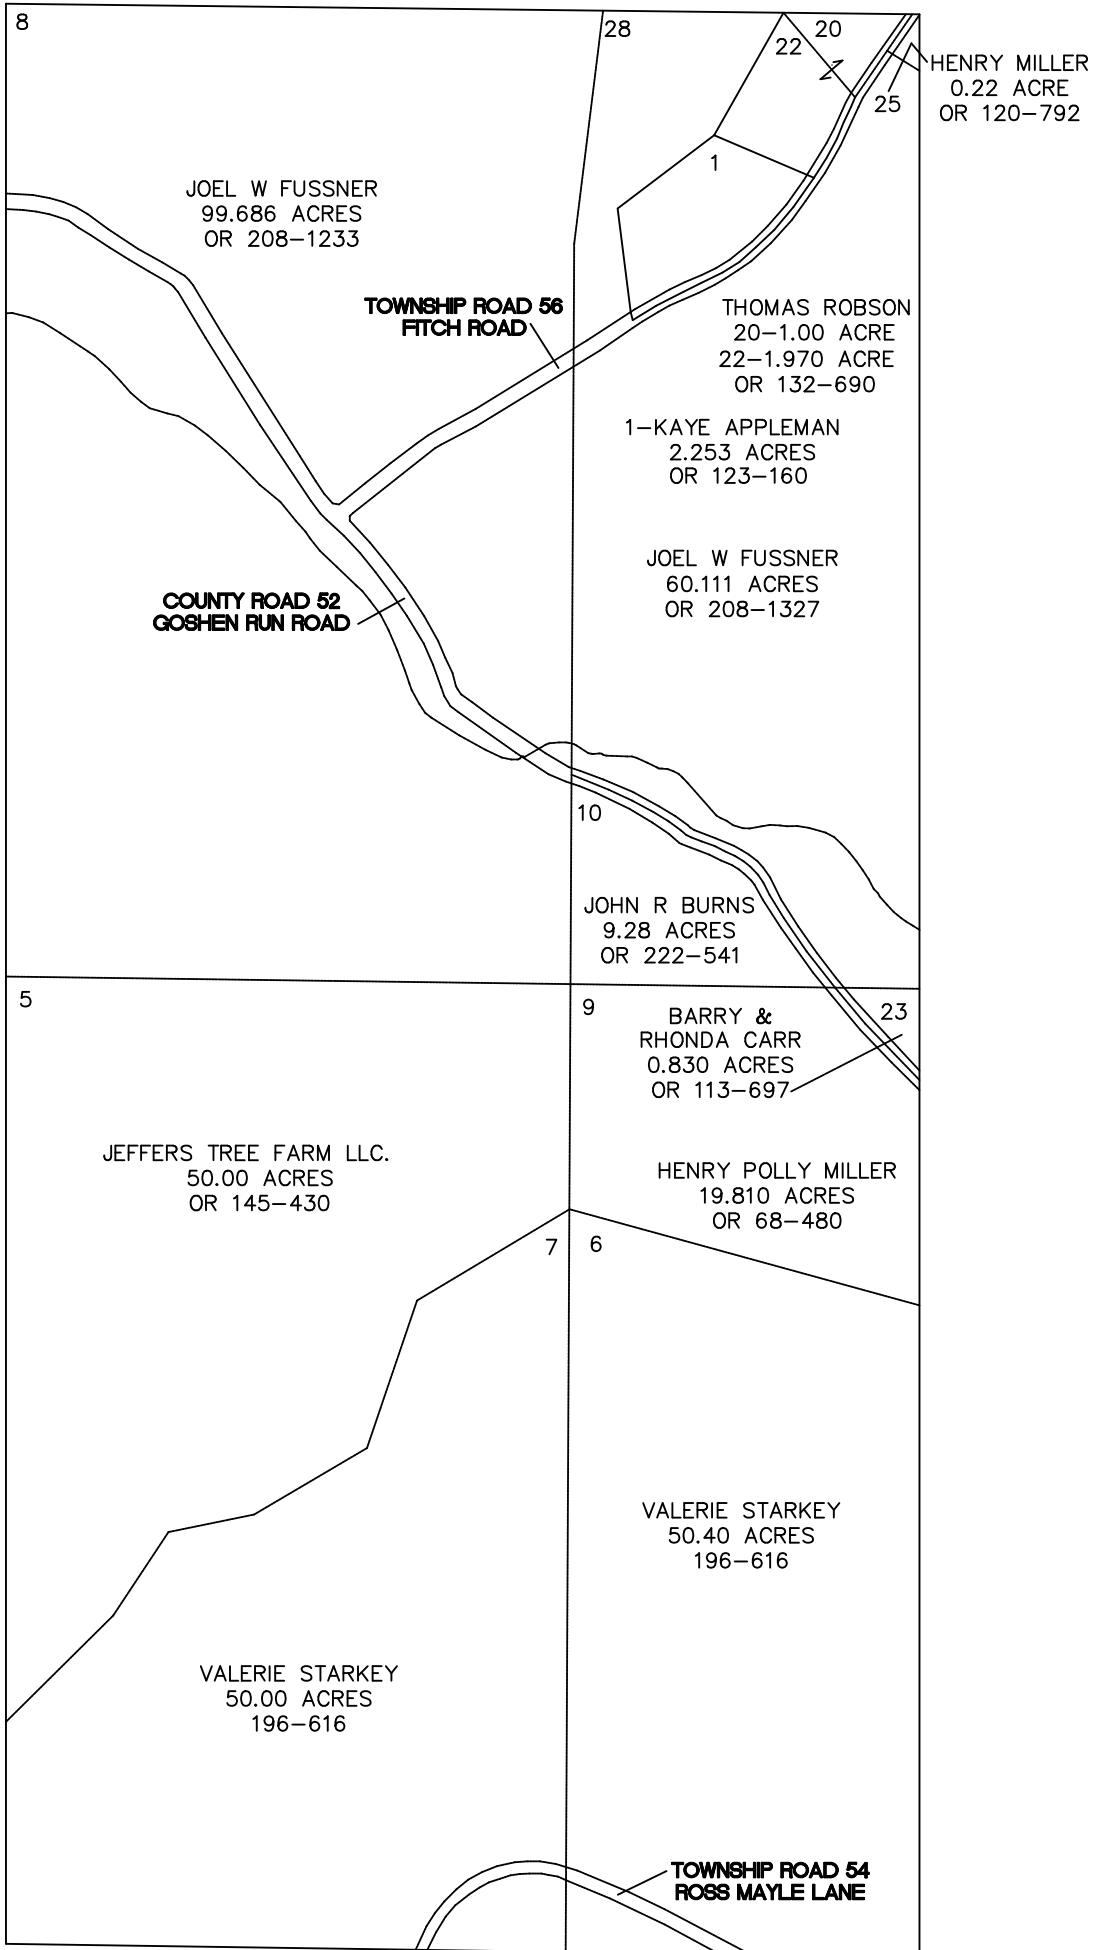 8
28
20
22
HENRY MILLER
0.22 ACRE
OR 120-792
25
1
JOEL W FUSSNER
99.686 ACRES
OR 208-1233
TOWNSHIP ROAD 56
FITCH ROAD
THOMAS ROBSON
20-1.00 ACRE
22-1.970 ACRE
OR 132-690
1-KAYE APPLEMAN
2.253 ACRES
OR 123-160
JOEL W FUSSNER
60.111 ACRES
OR 208-1327
COUNTY ROAD 52
GOSHEN RUN ROAD
10
JOHN R BURNS
9.28 ACRES
OR 222-541
5
9
23
BARRY &
RHONDA CARR
0.830 ACRES
OR 113-697
JEFFERS TREE FARM LLC.
50.00 ACRES
OR 145-430
HENRY POLLY MILLER
19.810 ACRES
OR 68-480
7
6
VALERIE STARKEY
50.40 ACRES
196-616
VALERIE STARKEY
50.00 ACRES
196-616
TOWNSHIP ROAD 54
ROSS MAYLE LANE